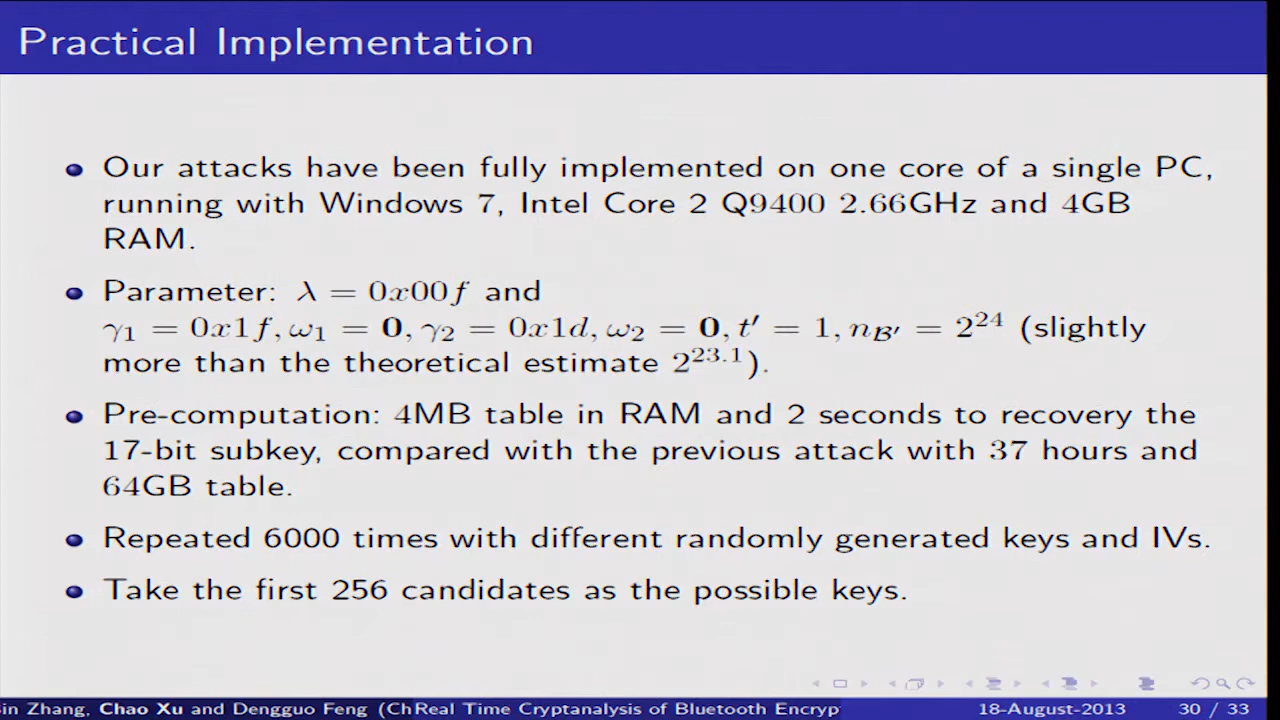 Practical Implementation
Our attacks have been fully implemented on one core of a single PC,
running with Windows 7, Intel Core 2 Q9400 2.66GHz and 4GB
RAM.
Parameter: λ = 0x00f and
γ₁ = 0x1f, ω₁ = 0, γ₂ = 0x1d, ω₂ = 0, t′ = 1, n_B′ = 2^24 (slightly
more than the theoretical estimate 2^23.1).
Pre-computation: 4MB table in RAM and 2 seconds to recovery the
17-bit subkey, compared with the previous attack with 37 hours and
64GB table.
Repeated 6000 times with different randomly generated keys and IVs.
Take the first 256 candidates as the possible keys.
in Zhang, Chao Xu and Dengguo Feng (Ch Real Time Cryptanalysis of Bluetooth Encryp 18-August-2013 30 / 33